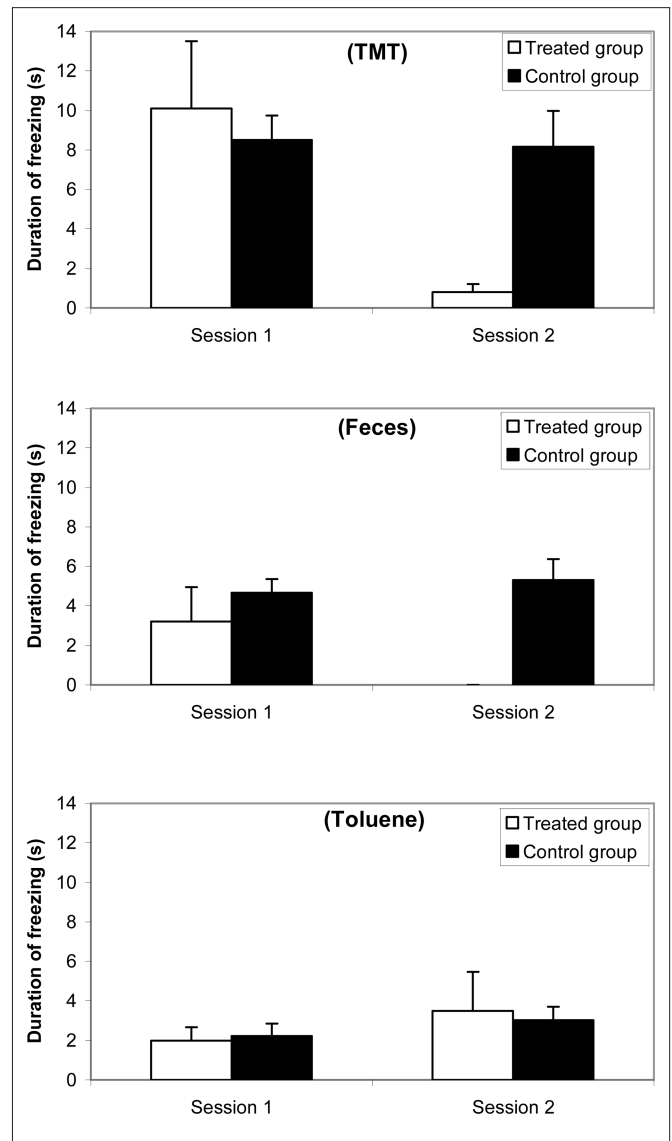 (TMT)
Treated group
Control group
Duration of freezing (s)
14
12
10
8
6
4
2
0
Session 1
Session 2
(Feces)
Treated group
Control group
Duration of freezing (s)
14
12
10
8
6
4
2
0
Session 1
Session 2
(Toluene)
Treated group
Control group
Duration of freezing (s)
14
12
10
8
6
4
2
0
Session 1
Session 2